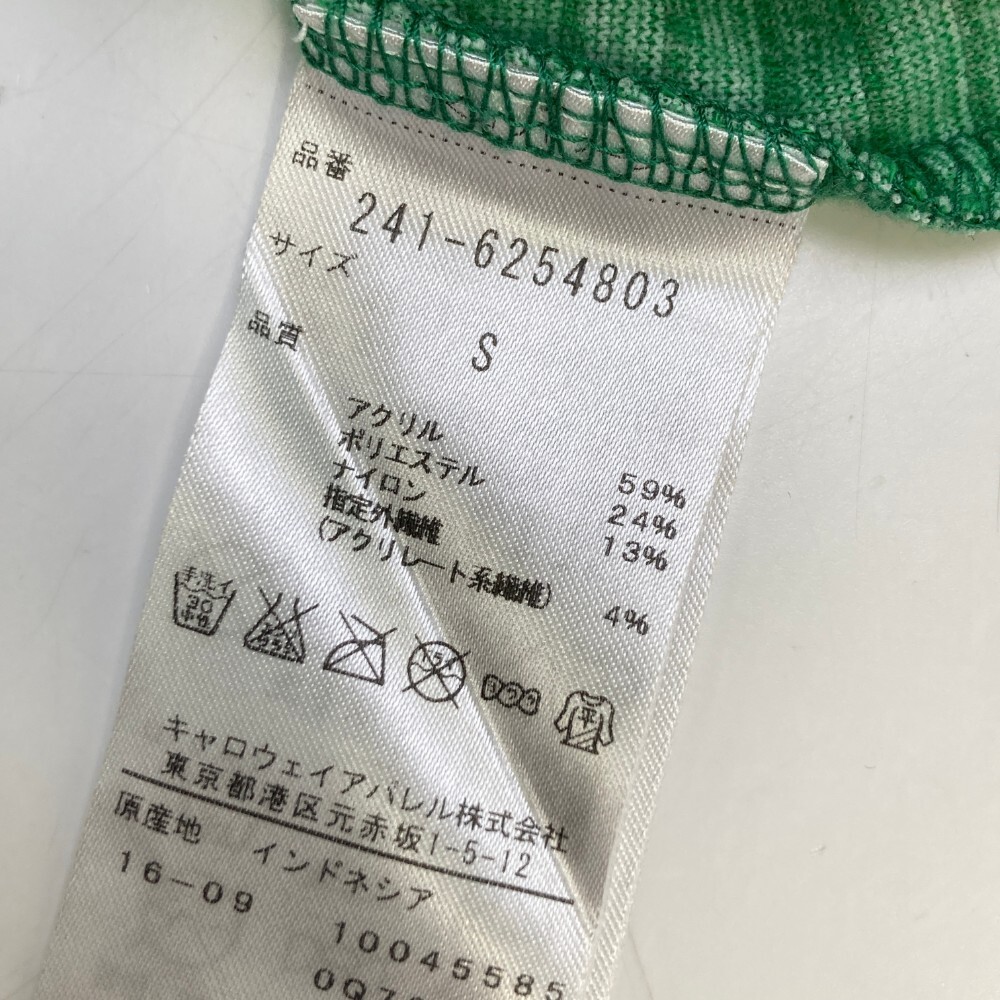 品番
241-6254803
サイズ
S
品質
アクリル 59%
ポリエステル 24%
ナイロン 13%
指定外繊維
(アクリレート系繊維) 4%
手洗イ
30
中性
平
キャロウェイアパレル株式会社
東京都港区元赤坂1-5-12
原産地 インドネシア
16-09
10045585